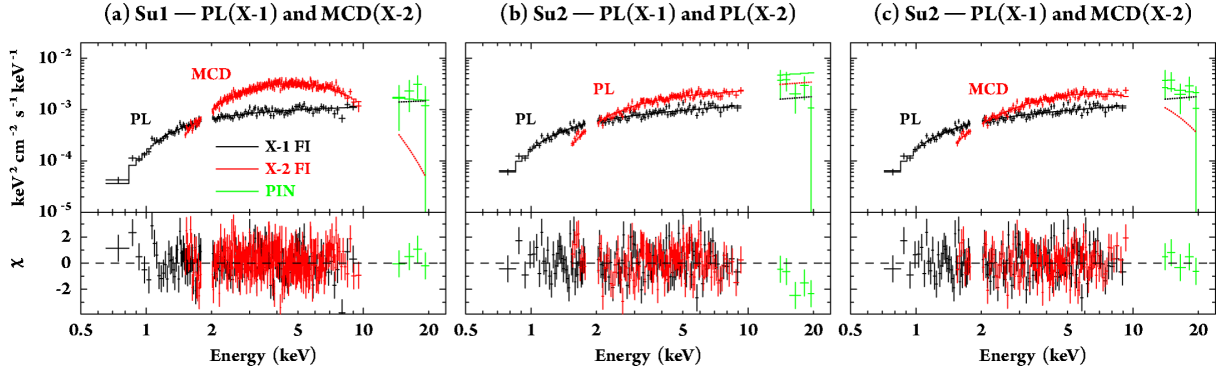 (a) Su1 — PL(X-1) and MCD(X-2)
(b) Su2 — PL(X-1) and PL(X-2)
(c) Su2 — PL(X-1) and MCD(X-2)
keV² cm⁻² s⁻¹ keV⁻¹
10⁻²
10⁻³
10⁻⁴
10⁻⁵
MCD
PL
X-1 FI
X-2 FI
PIN
PL
PL
MCD
PL
χ
2
0
-2
0.5 1 2 5 10 20
0.5 1 2 5 10 20
0.5 1 2 5 10 20
Energy (keV)
Energy (keV)
Energy (keV)